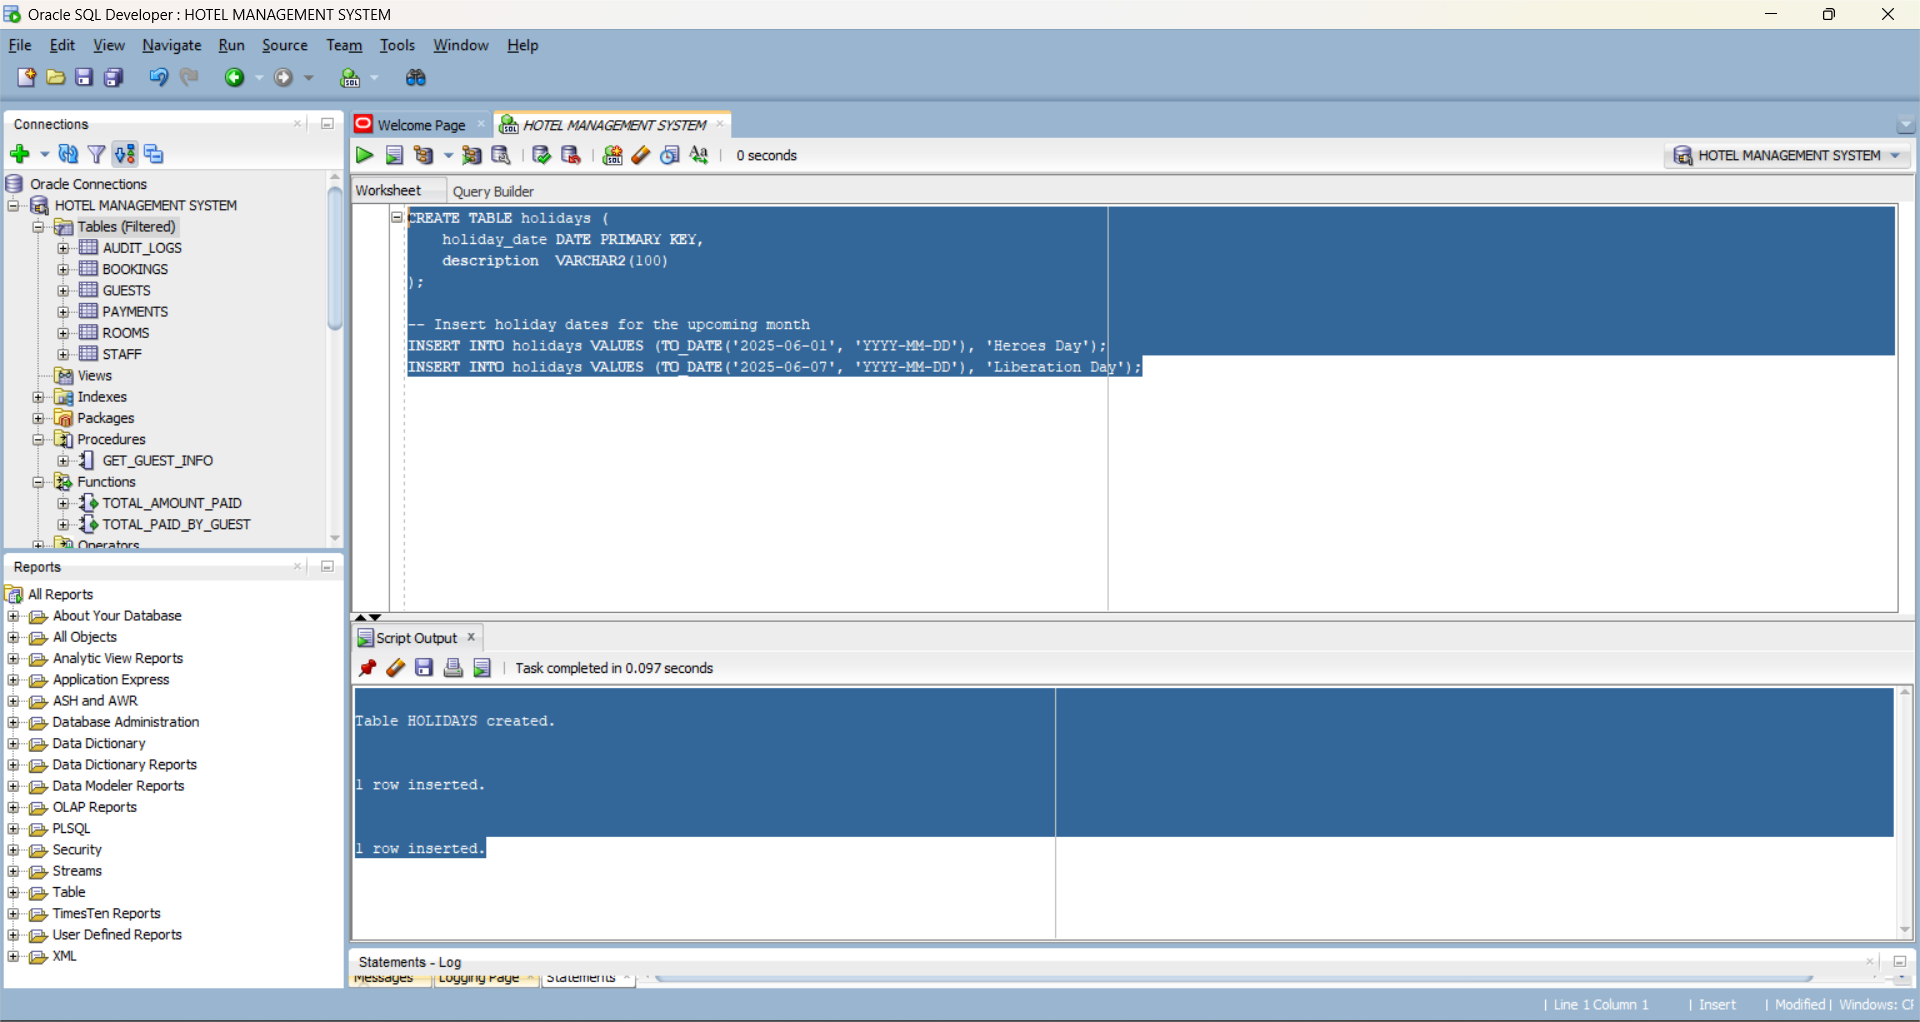 Oracle SQL Developer : HOTEL MANAGEMENT SYSTEM
File Edit View Navigate Run Source Team Tools Window Help
Connections
Oracle Connections
HOTEL MANAGEMENT SYSTEM
Tables (Filtered)
AUDIT_LOGS
BOOKINGS
GUESTS
PAYMENTS
ROOMS
STAFF
Views
Indexes
Packages
Procedures
GET_GUEST_INFO
Functions
TOTAL_AMOUNT_PAID
TOTAL_PAID_BY_GUEST
Operators
Reports
All Reports
About Your Database
All Objects
Analytic View Reports
Application Express
ASH and AWR
Database Administration
Data Dictionary
Data Dictionary Reports
Data Modeler Reports
OLAP Reports
PLSQL
Security
Streams
Table
TimesTen Reports
User Defined Reports
XML
Welcome Page HOTEL MANAGEMENT SYSTEM
0 seconds HOTEL MANAGEMENT SYSTEM
Worksheet Query Builder
CREATE TABLE holidays (
    holiday_date DATE PRIMARY KEY,
    description  VARCHAR2(100)
);
-- Insert holiday dates for the upcoming month
INSERT INTO holidays VALUES (TO_DATE('2025-06-01', 'YYYY-MM-DD'), 'Heroes Day');
INSERT INTO holidays VALUES (TO_DATE('2025-06-07', 'YYYY-MM-DD'), 'Liberation Day');
Script Output
Task completed in 0.097 seconds
Table HOLIDAYS created.
1 row inserted.
1 row inserted.
Statements - Log
Messages Logging Page Statements
Line 1 Column 1 Insert Modified Windows: CF